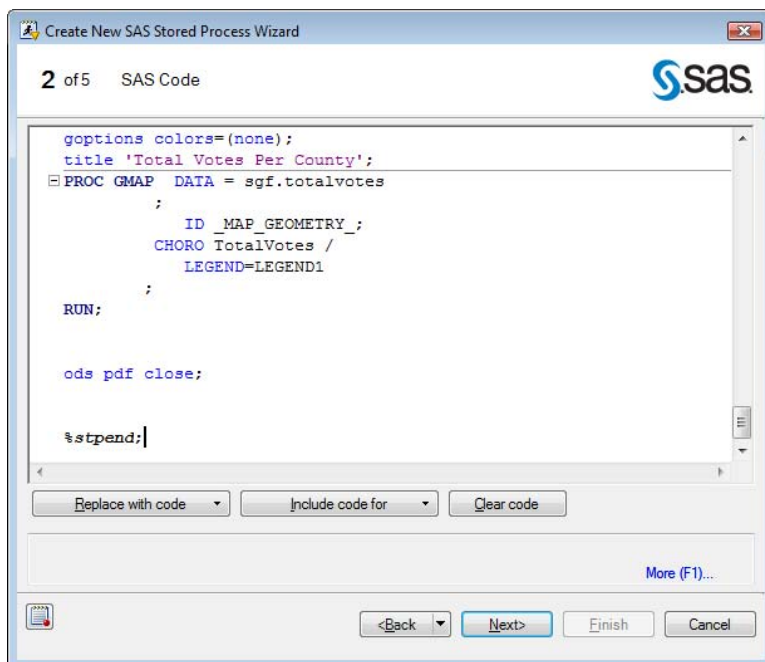 Create New SAS Stored Process Wizard
2 of 5 SAS Code
sas
goptions colors=(none);
title 'Total Votes Per County';
PROC GMAP DATA = sgf.totalvotes
;
ID _MAP_GEOMETRY_;
CHORO TotalVotes /
LEGEND=LEGEND1
;
RUN;
ods pdf close;
%stpend;
Replace with code Include code for Clear code
More (F1)...
<Back Next> Finish Cancel